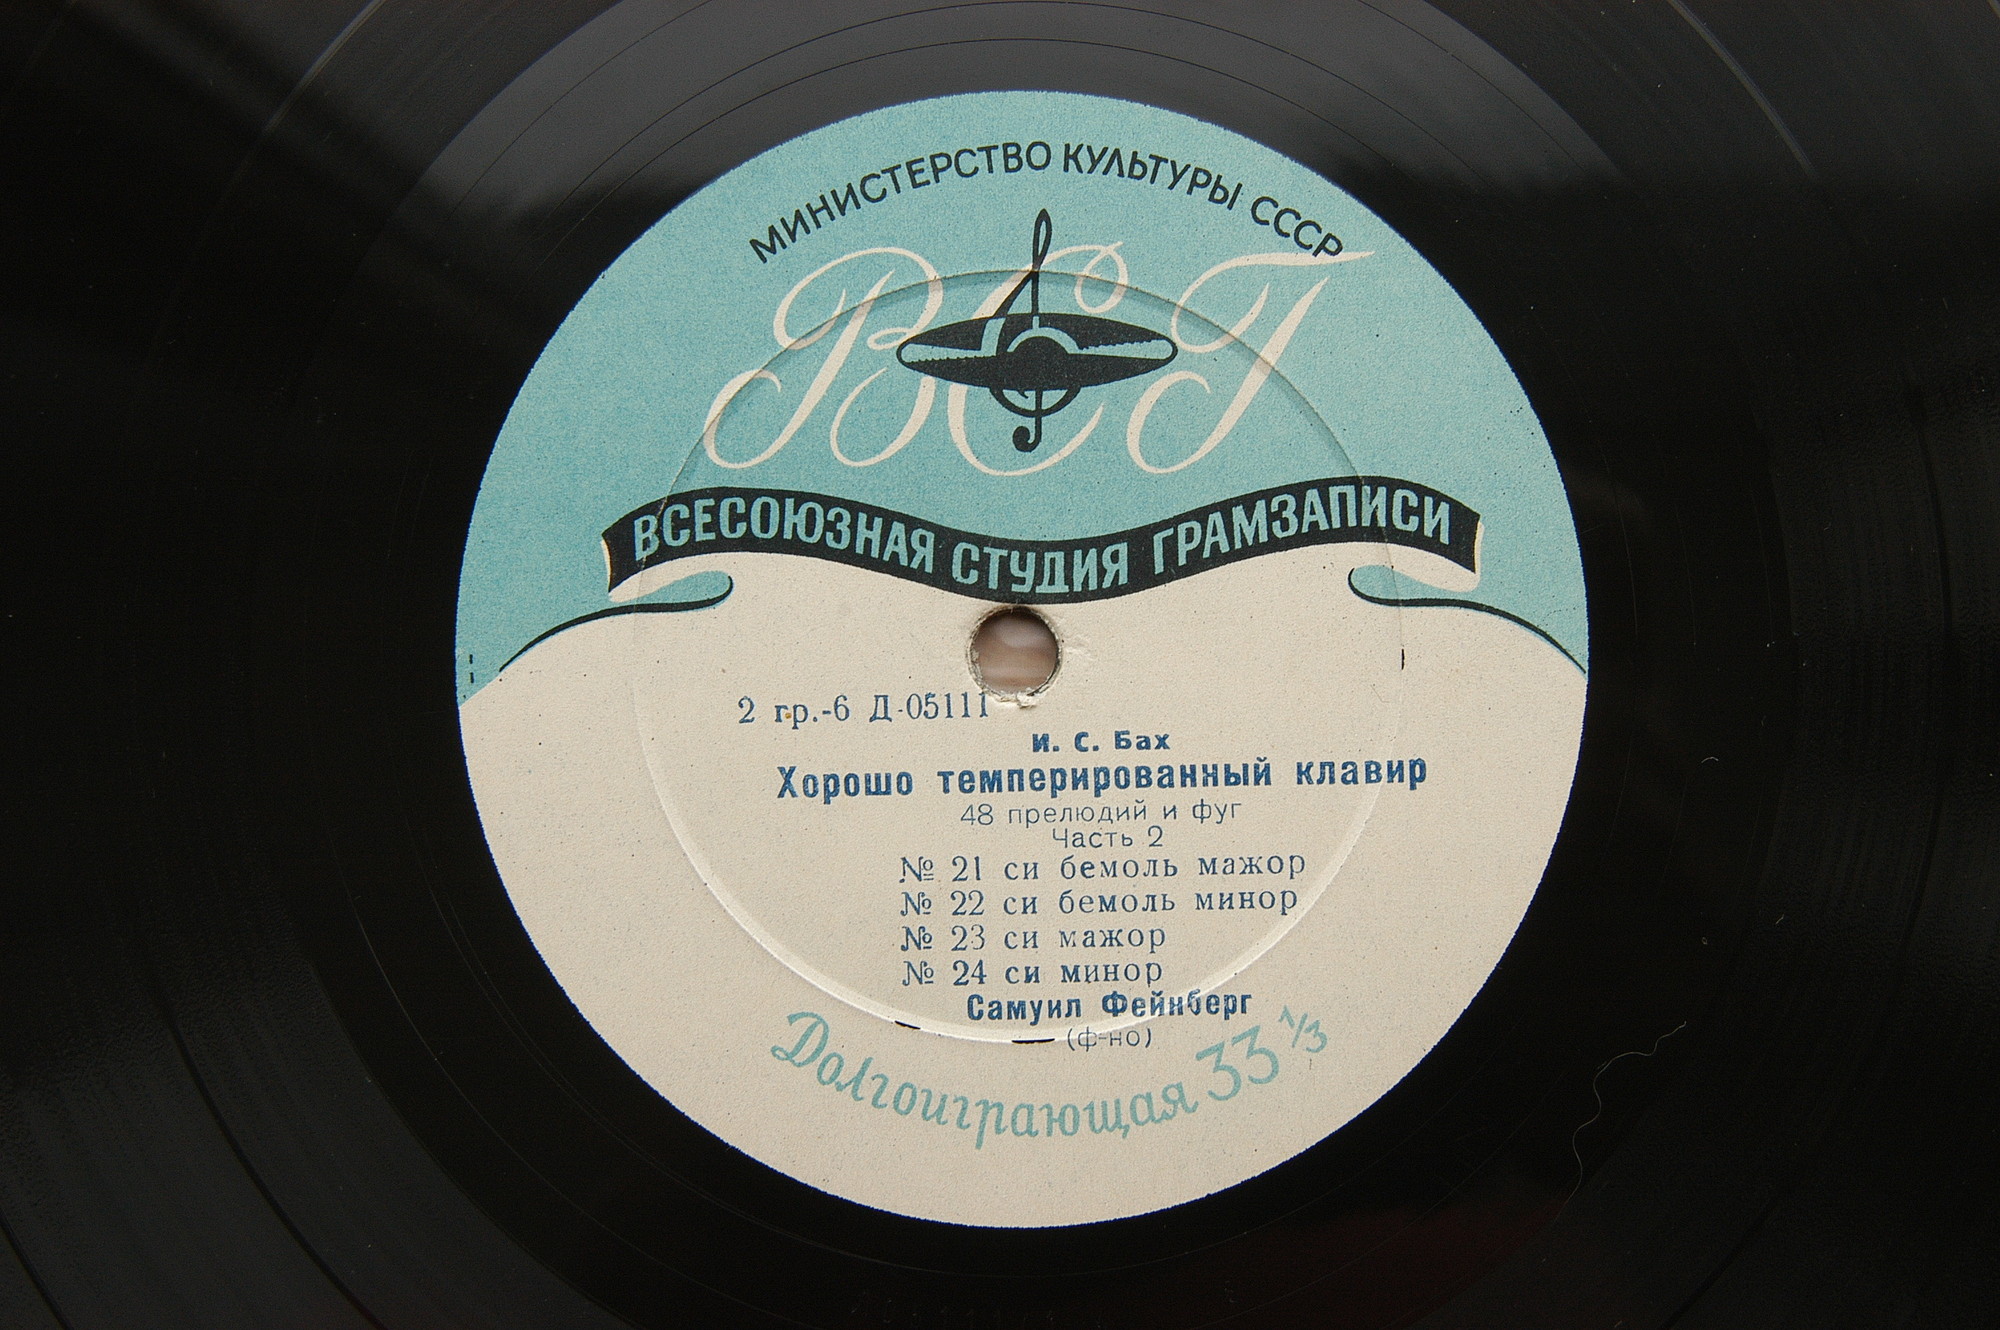 МИНИСТЕРСТВО КУЛЬТУРЫ СССР
ВСГ
ВСЕСОЮЗНАЯ СТУДИЯ ГРАМЗАПИСИ
2 гр.-6 Д-05111
И. С. Бах
Хорошо темперированный клавир
48 прелюдий и фуг
Часть 2
№ 21 си бемоль мажор
№ 22 си бемоль минор
№ 23 си мажор
№ 24 си минор
Самуил Фейнберг
(ф-но)
Долгоиграющая 33 1/3